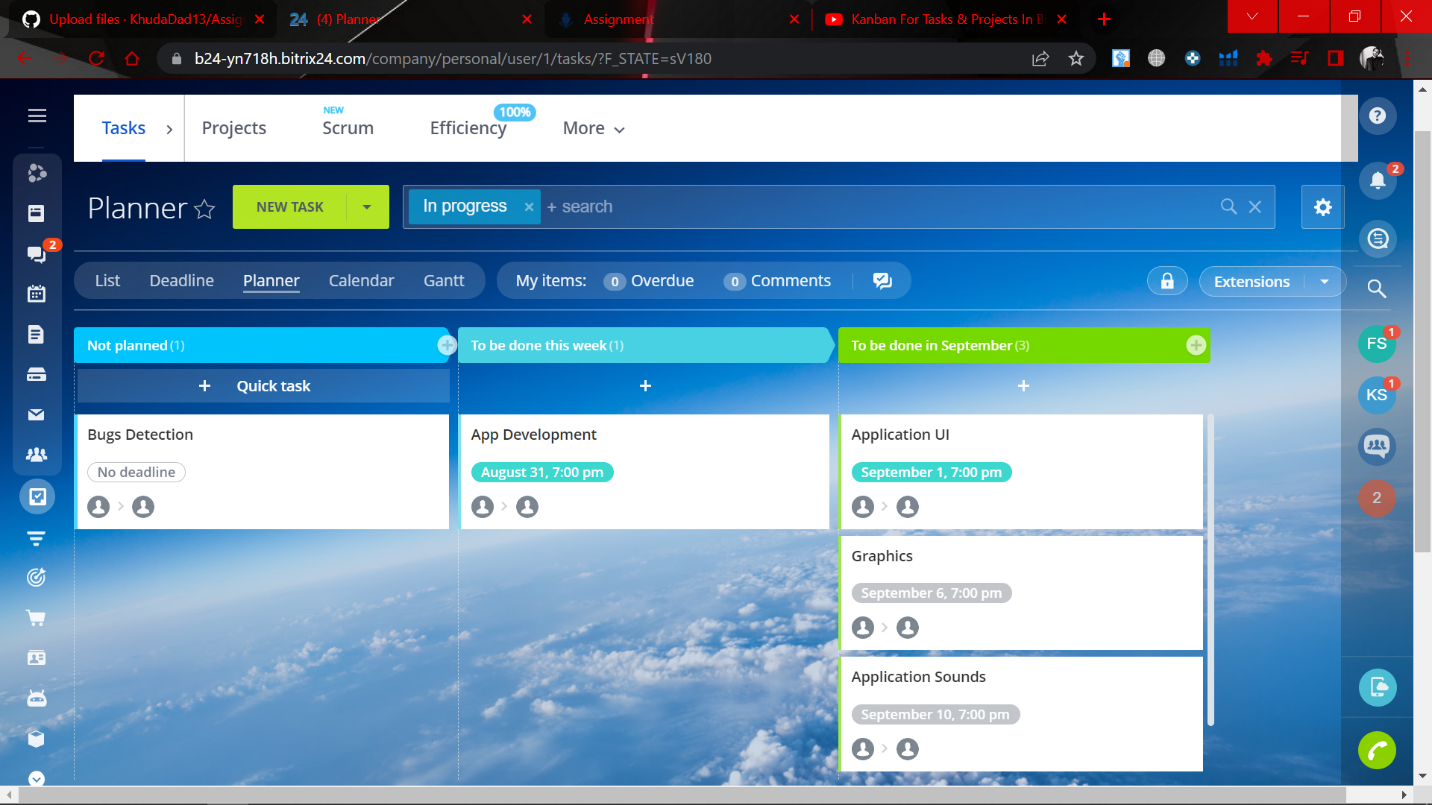 Upload files · KhudaDad13/Assig
24 (4) Planner
Assignment
Kanban For Tasks & Projects In B
b24-yn718h.bitrix24.com/company/personal/user/1/tasks/?F_STATE=sV180
Tasks
Projects
NEW
Scrum
Efficiency
100%
More
2
Planner
NEW TASK
In progress
+ search
2
List
Deadline
Planner
Calendar
Gantt
My items:
0 Overdue
0 Comments
Extensions
Not planned (1)
To be done this week (1)
To be done in September (3)
FS
1
+ Quick task
+
+
KS
1
Bugs Detection
No deadline
App Development
August 31, 7:00 pm
Application UI
September 1, 7:00 pm
2
Graphics
September 6, 7:00 pm
Application Sounds
September 10, 7:00 pm